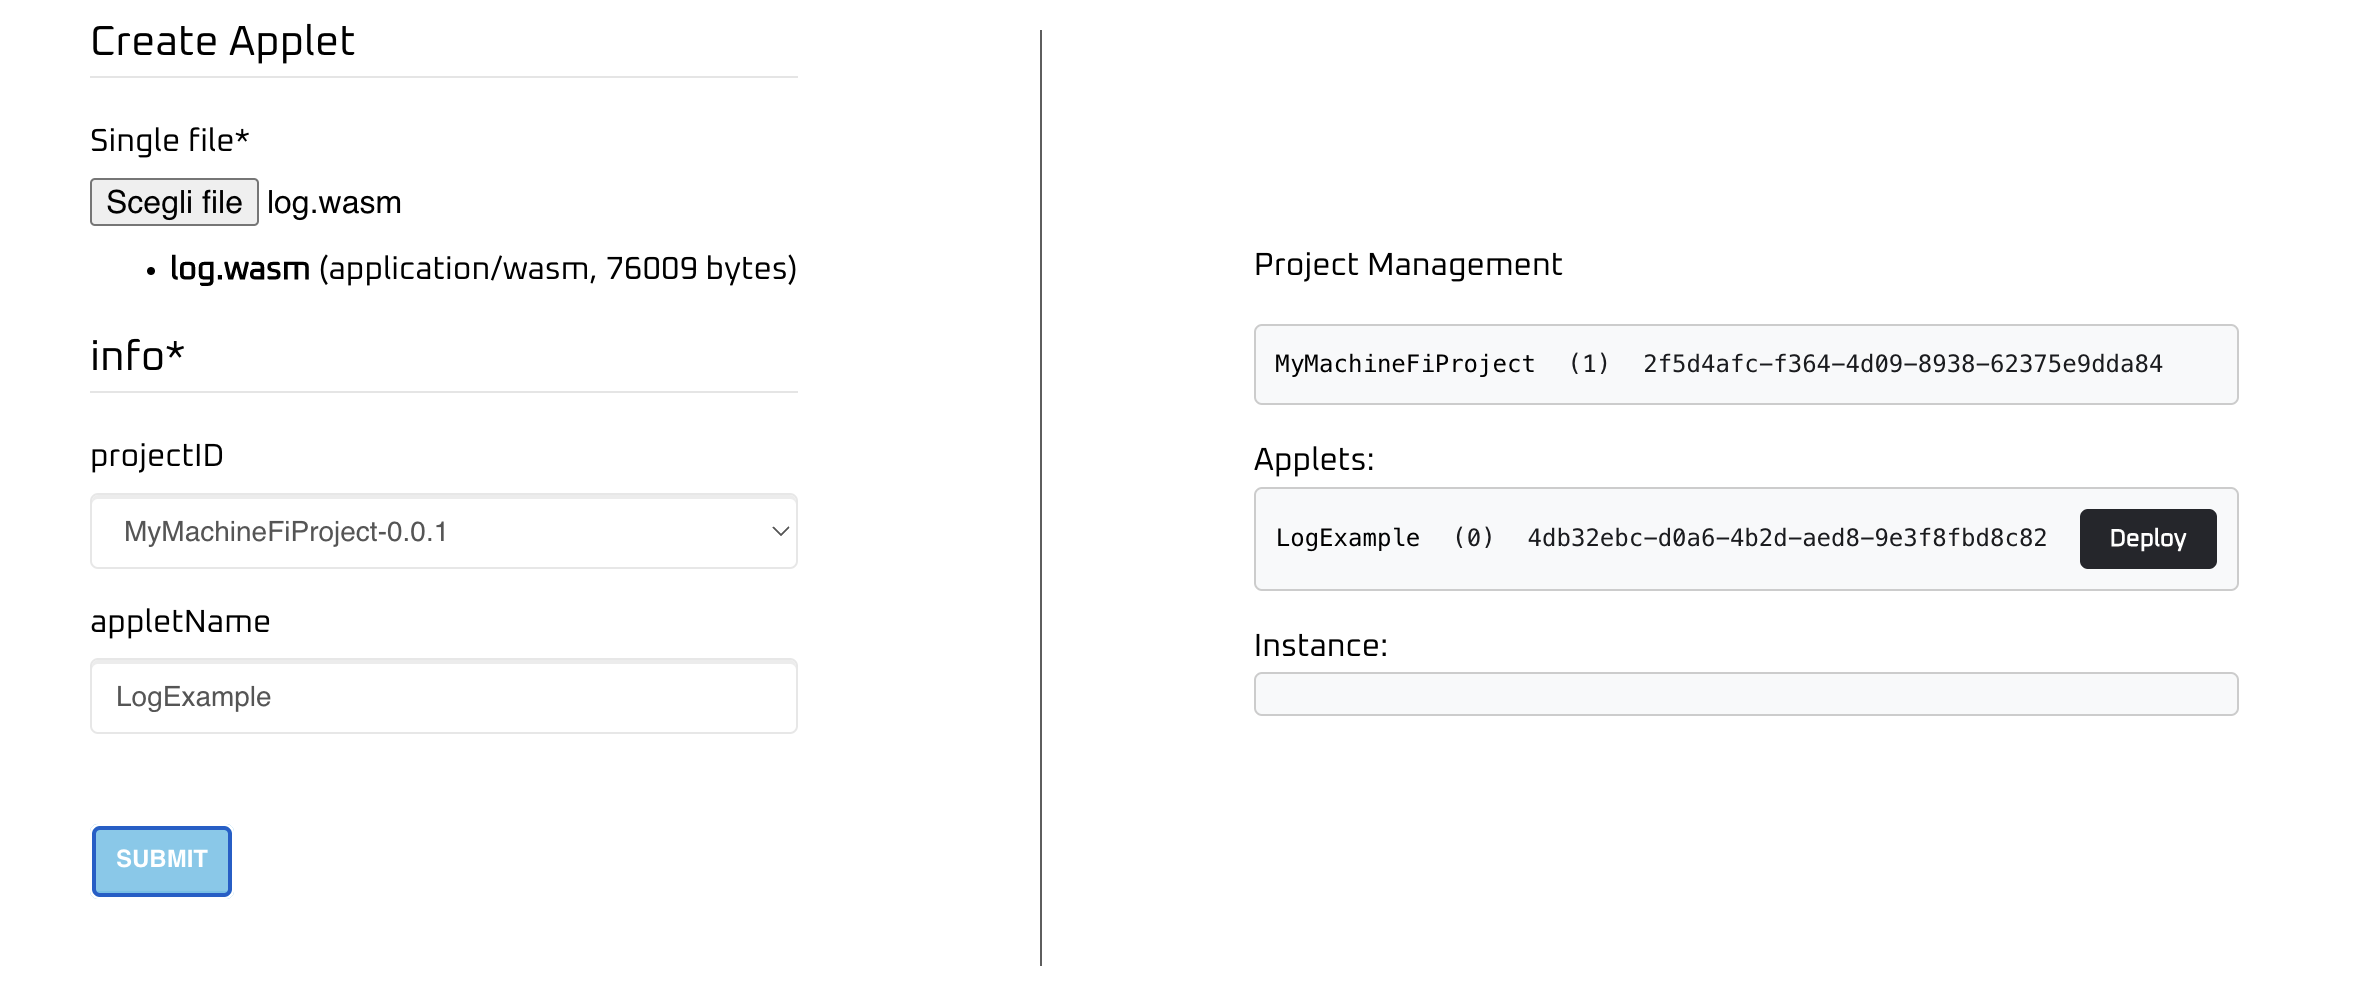 Create Applet
Single file*
Scegli file log.wasm
• log.wasm (application/wasm, 76009 bytes)
info*
projectID
MyMachineFiProject-0.0.1
appletName
LogExample
SUBMIT
Project Management
MyMachineFiProject (1) 2f5d4afc-f364-4d09-8938-62375e9dda84
Applets:
LogExample (0) 4db32ebc-d0a6-4b2d-aed8-9e3f8fbd8c82 Deploy
Instance: